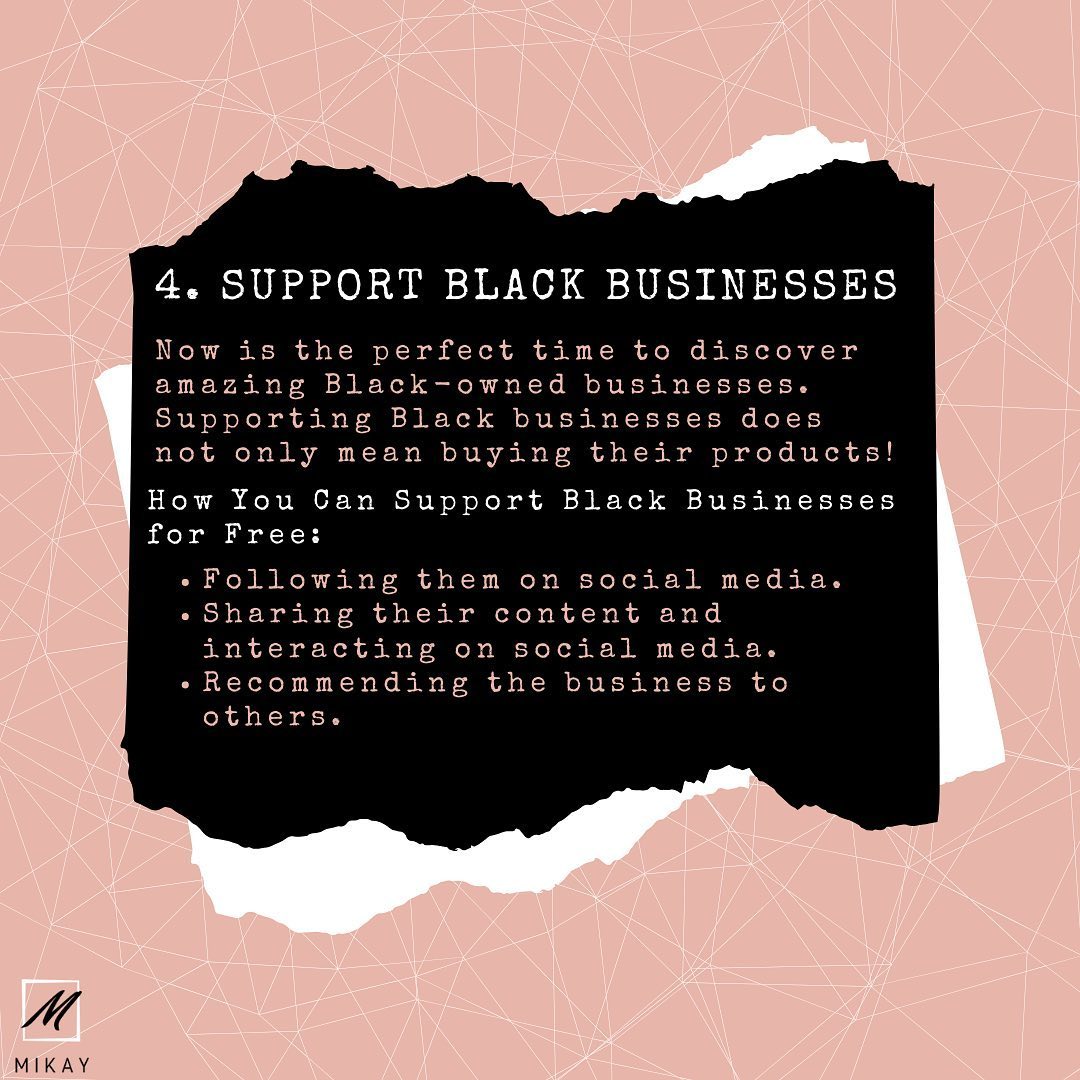 4. SUPPORT BLACK BUSINESSES
Now is the perfect time to discover
amazing Black-owned businesses.
Supporting Black businesses does
not only mean buying their products!
How You Can Support Black Businesses
for Free:
• Following them on social media.
• Sharing their content and
interacting on social media.
• Recommending the business to
others.
M
MIKAY